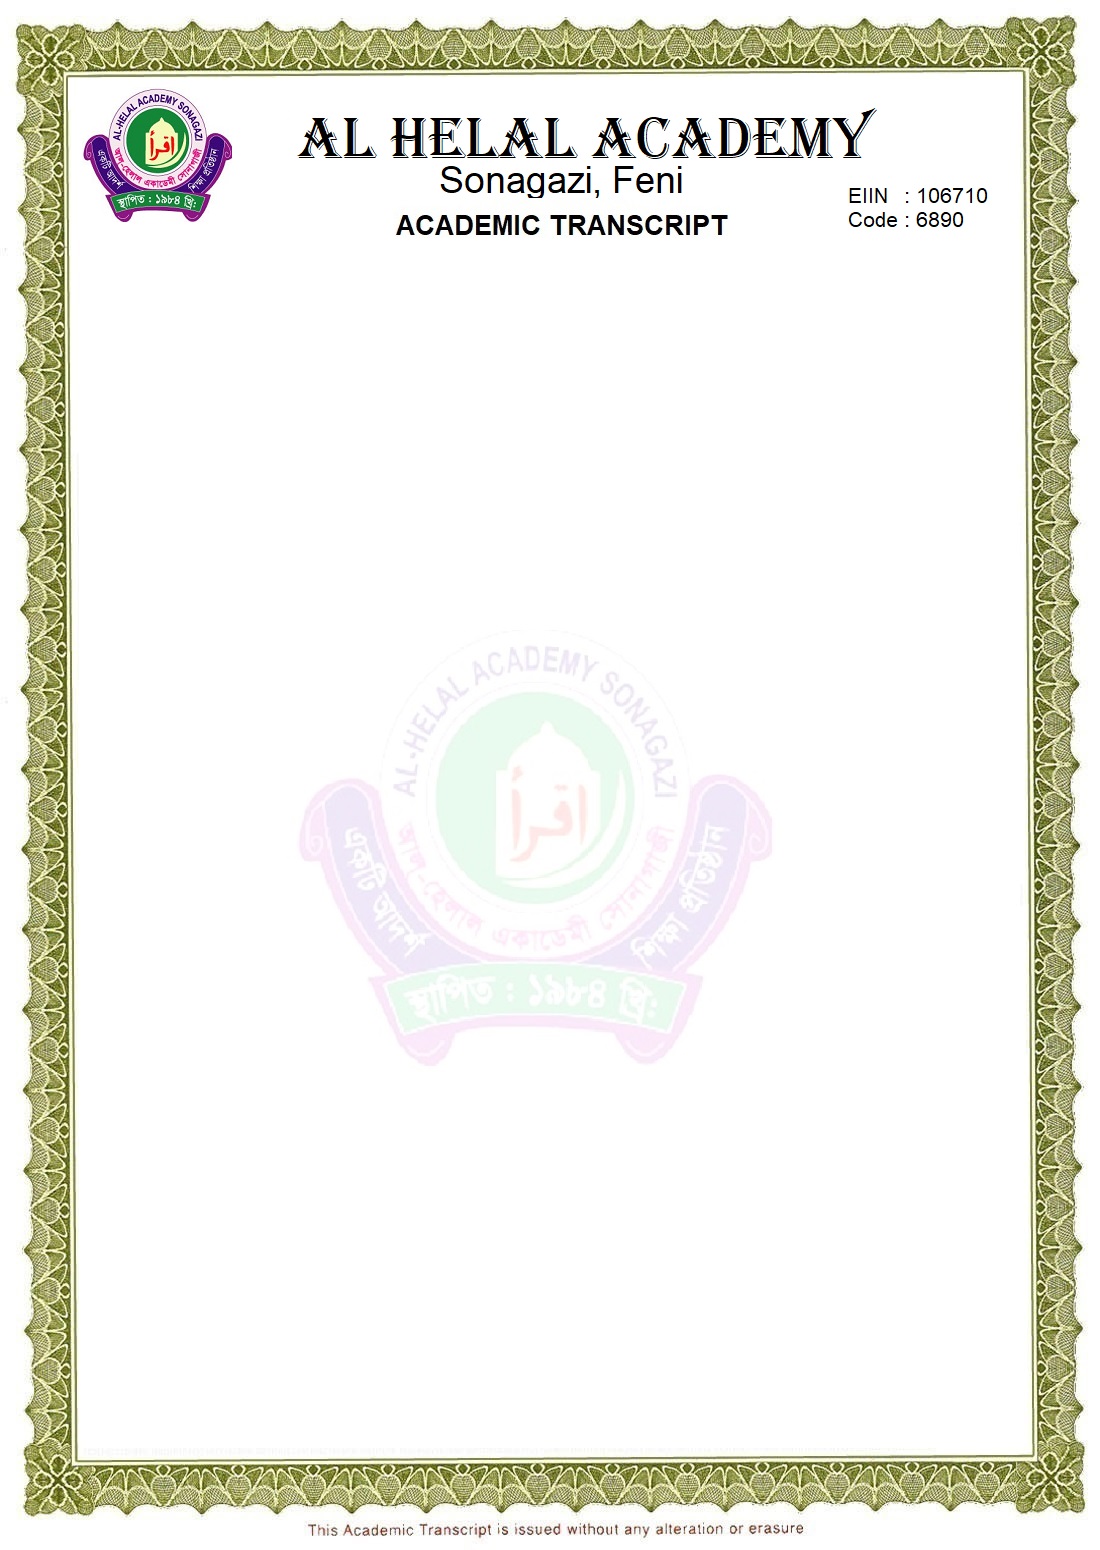 AL-HELAL ACADEMY SONAGAZI
اقرأ
আল-হেলাল একাডেমী সোনাগাজী
একটি আদর্শ
শিক্ষা প্রতিষ্ঠান
স্থাপিত : ১৯৮৪ খ্রি:
AL HELAL ACADEMY
Sonagazi, Feni
ACADEMIC TRANSCRIPT
EIIN : 106710
Code : 6890
AL-HELAL ACADEMY SONAGAZI
اقرأ
আল-হেলাল একাডেমী সোনাগাজী
একটি আদর্শ
শিক্ষা প্রতিষ্ঠান
স্থাপিত : ১৯৮৪ খ্রি:
This Academic Transcript is issued without any alteration or erasure